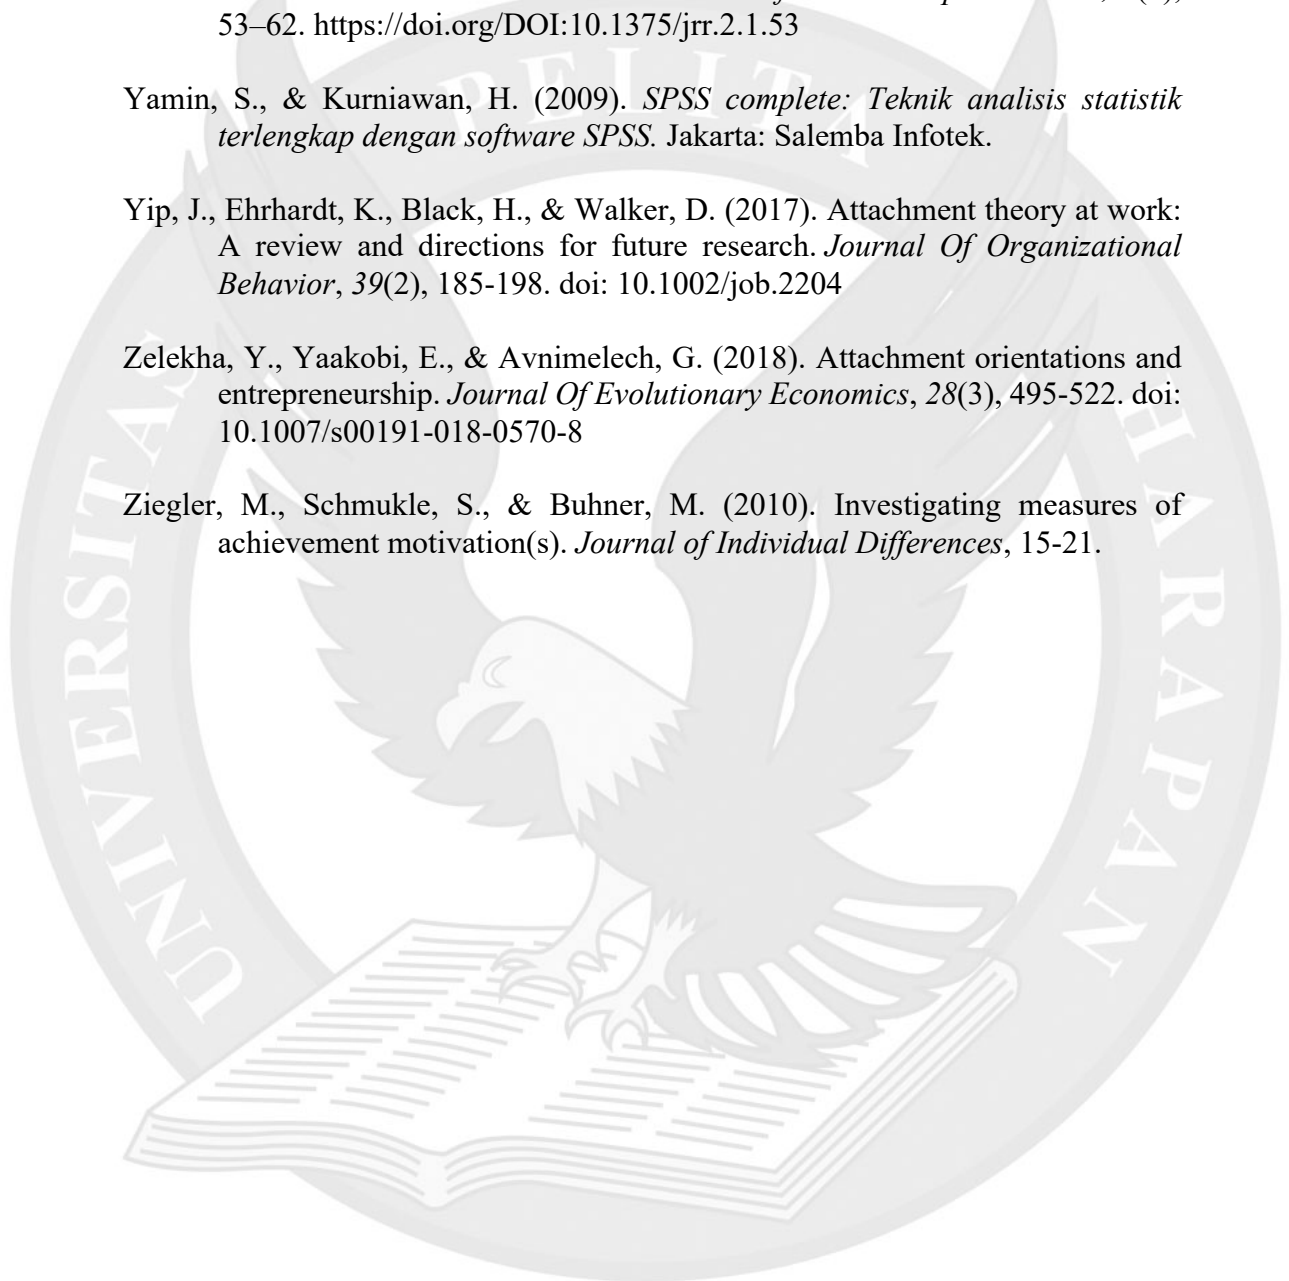 53–62. https://doi.org/DOI:10.1375/jrr.2.1.53
Yamin, S., & Kurniawan, H. (2009). SPSS complete: Teknik analisis statistik
terlengkap dengan software SPSS. Jakarta: Salemba Infotek.
Yip, J., Ehrhardt, K., Black, H., & Walker, D. (2017). Attachment theory at work:
A review and directions for future research. Journal Of Organizational
Behavior, 39(2), 185-198. doi: 10.1002/job.2204
Zelekha, Y., Yaakobi, E., & Avnimelech, G. (2018). Attachment orientations and
entrepreneurship. Journal Of Evolutionary Economics, 28(3), 495-522. doi:
10.1007/s00191-018-0570-8
Ziegler, M., Schmukle, S., & Buhner, M. (2010). Investigating measures of
achievement motivation(s). Journal of Individual Differences, 15-21.
UNIVERSITAS PELITA HARAPAN